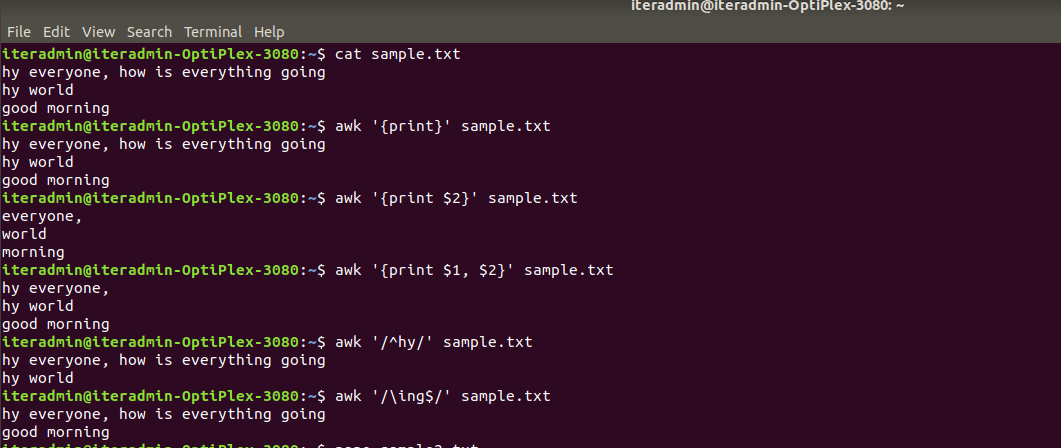 iteradmin@iteradmin-OptiPlex-3080: ~
File Edit View Search Terminal Help
iteradmin@iteradmin-OptiPlex-3080:~$ cat sample.txt
hy everyone, how is everything going
hy world
good morning
iteradmin@iteradmin-OptiPlex-3080:~$ awk '{print}' sample.txt
hy everyone, how is everything going
hy world
good morning
iteradmin@iteradmin-OptiPlex-3080:~$ awk '{print $2}' sample.txt
everyone,
world
morning
iteradmin@iteradmin-OptiPlex-3080:~$ awk '{print $1, $2}' sample.txt
hy everyone,
hy world
good morning
iteradmin@iteradmin-OptiPlex-3080:~$ awk '/^hy/' sample.txt
hy everyone, how is everything going
hy world
iteradmin@iteradmin-OptiPlex-3080:~$ awk '/\ing$/' sample.txt
hy everyone, how is everything going
good morning